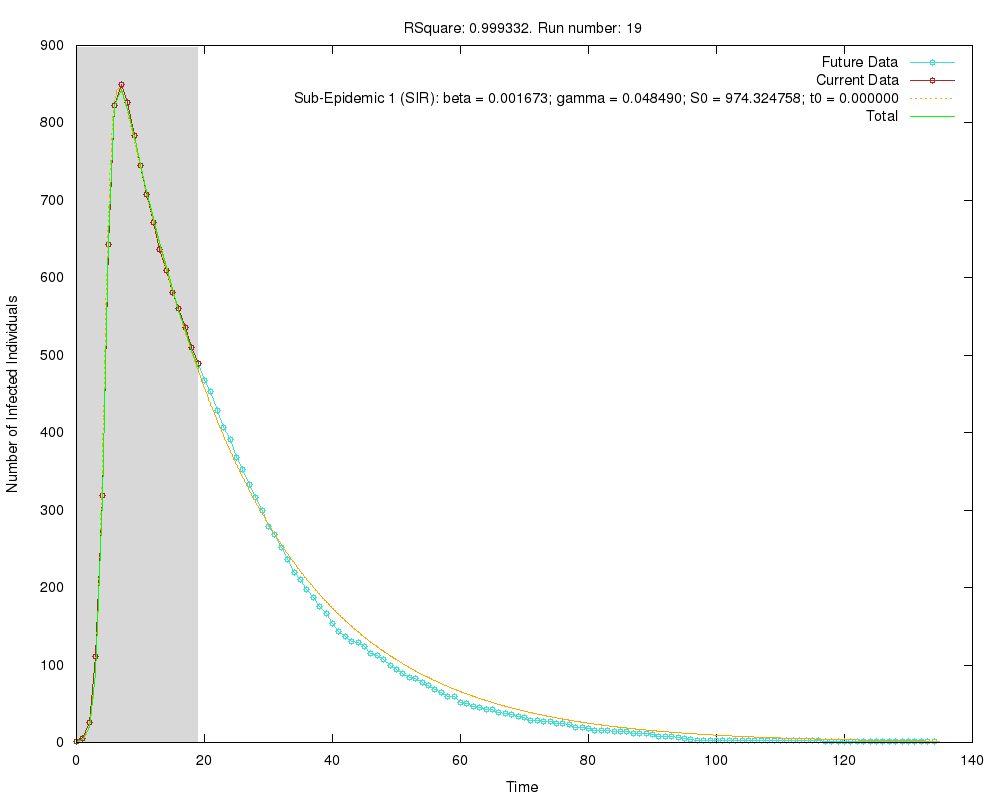 RSquare: 0.999332. Run number: 19
Future Data
Current Data
Sub-Epidemic 1 (SIR): beta = 0.001673; gamma = 0.048490; S0 = 974.324758; t0 = 0.000000
Total
Number of Infected Individuals
900
800
700
600
500
400
300
200
100
0
0 20 40 60 80 100 120 140
Time